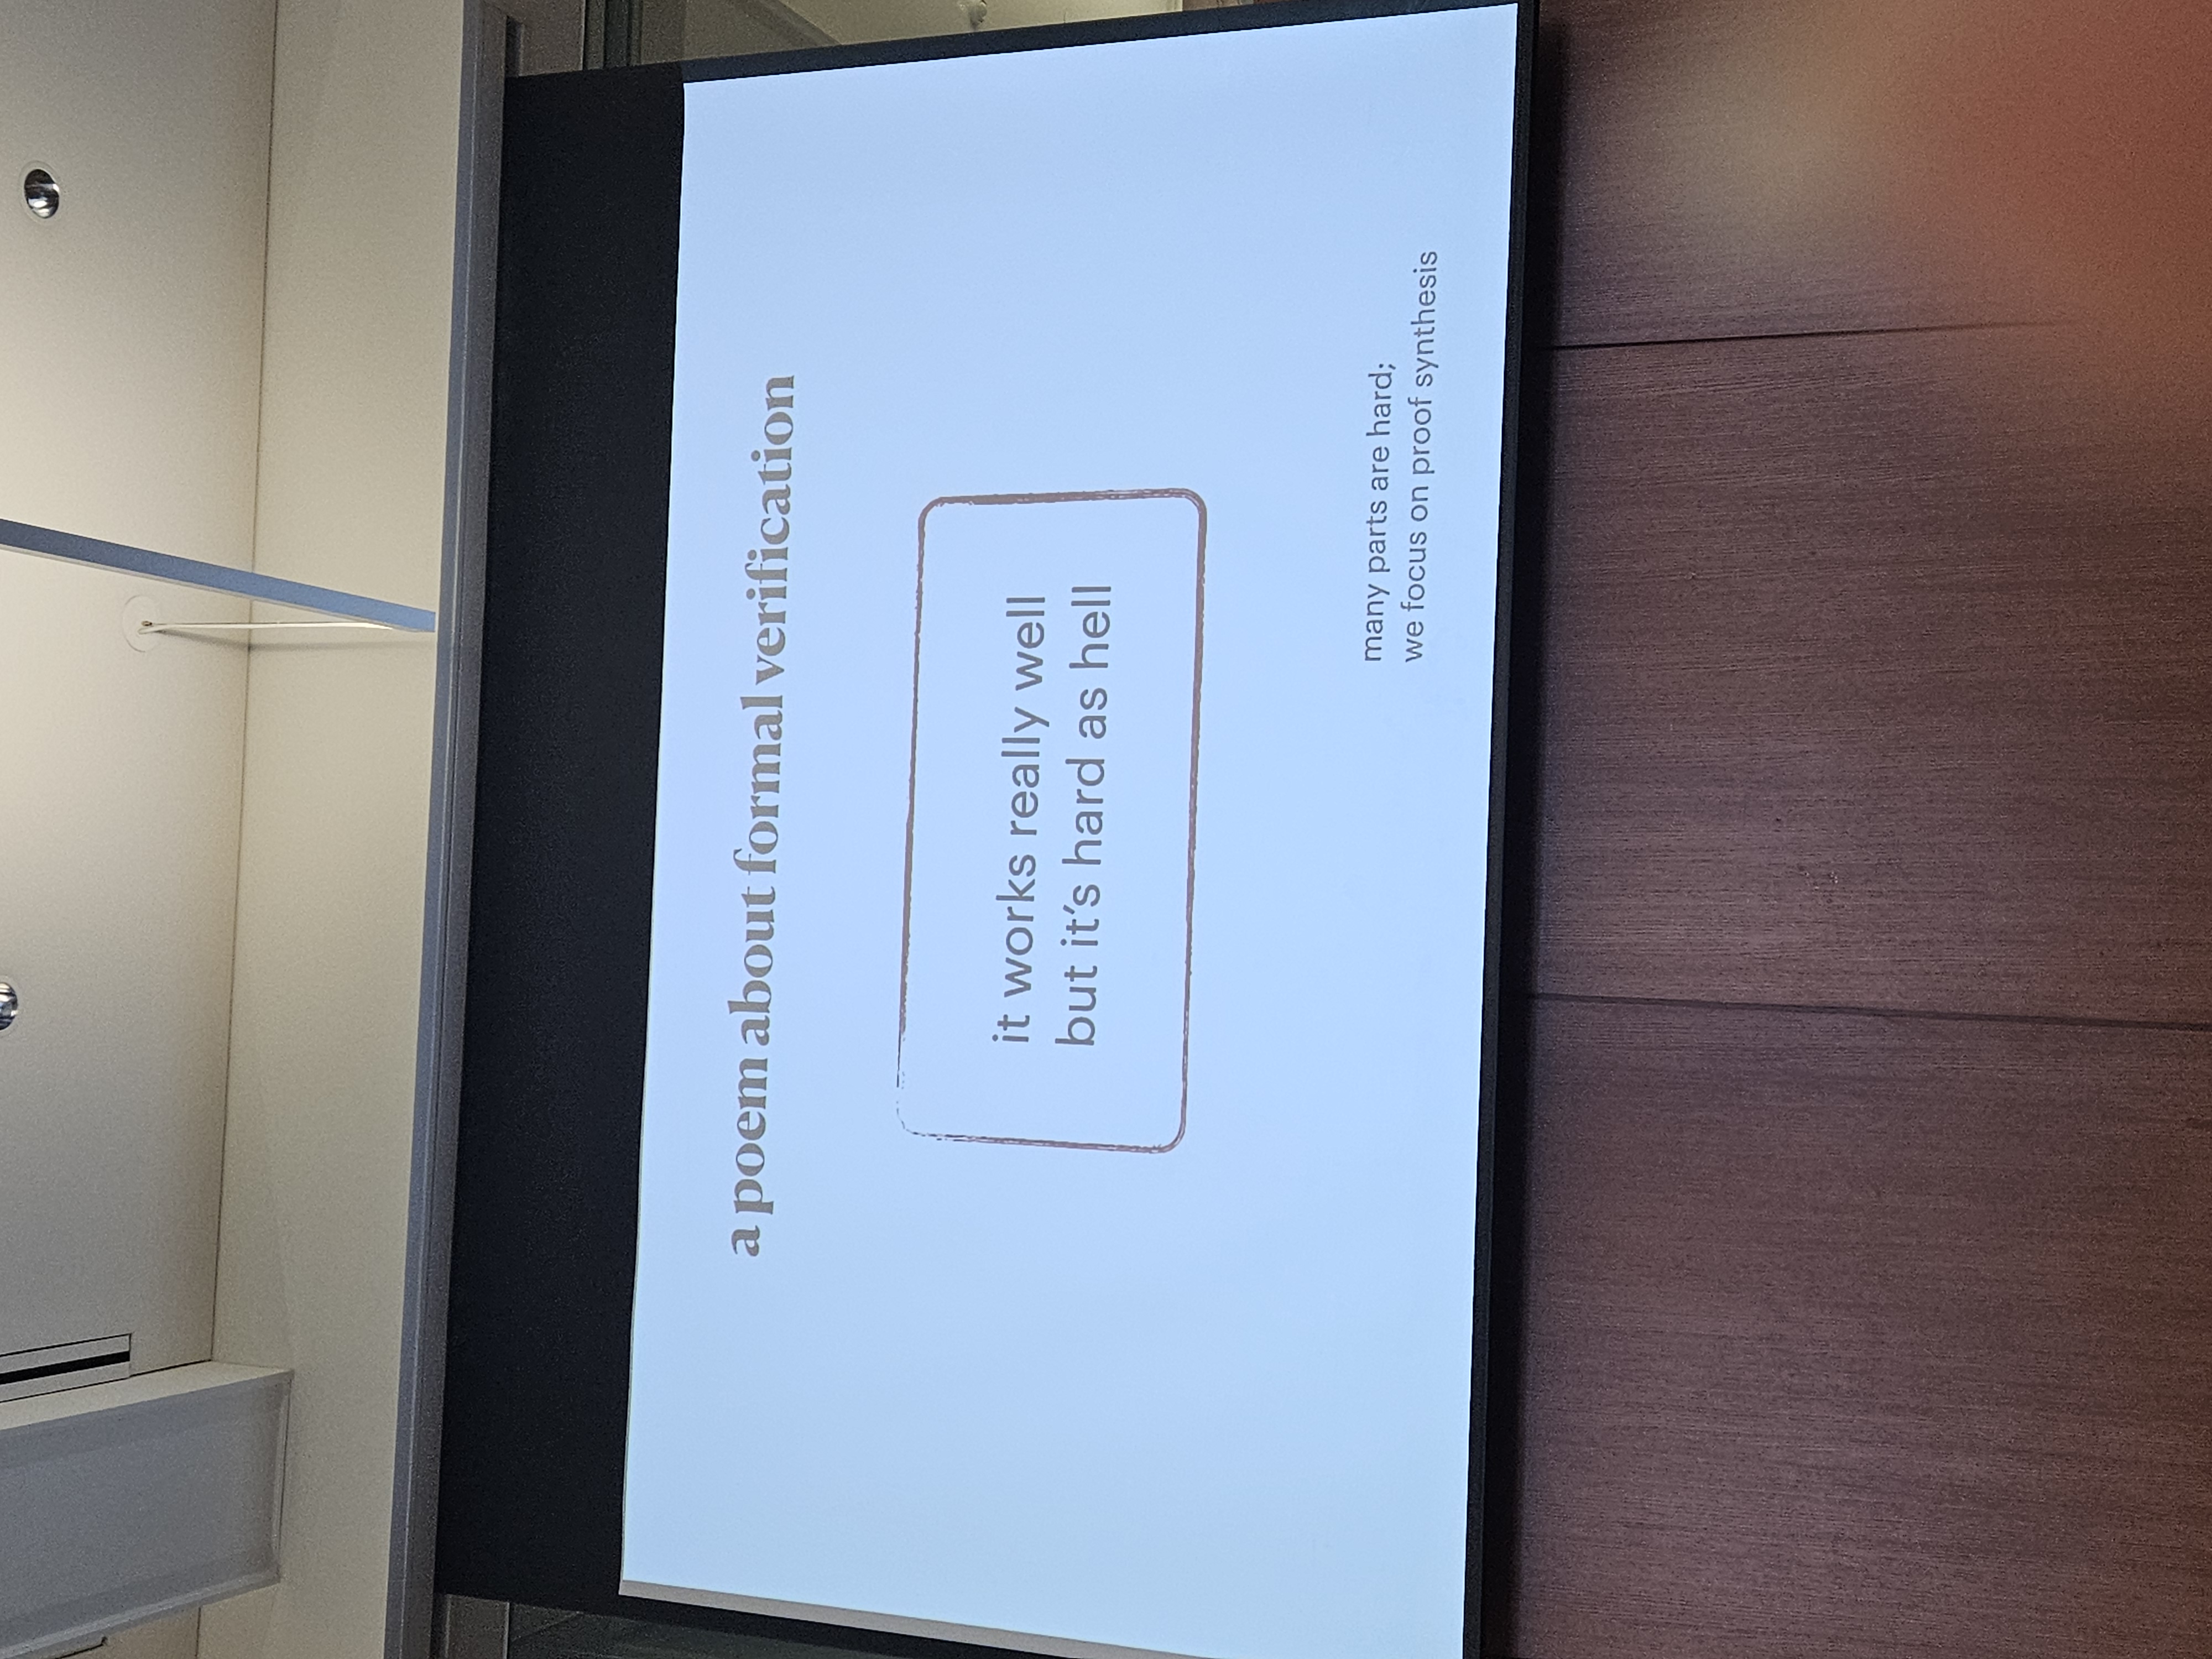 a poem about formal verification
it works really well
but it’s hard as hell
many parts are hard;
we focus on proof synthesis